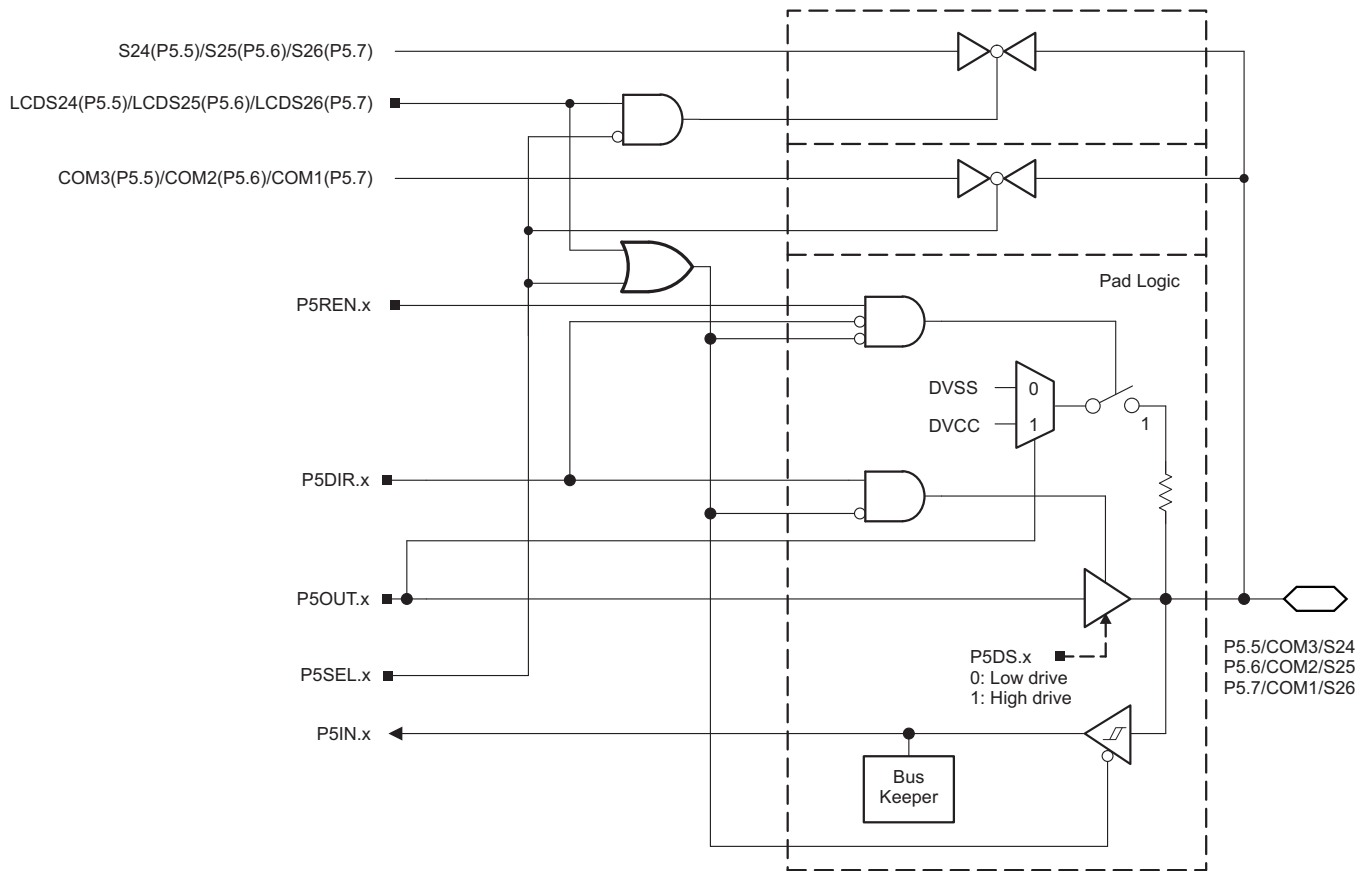 S24(P5.5)/S25(P5.6)/S26(P5.7)
LCDS24(P5.5)/LCDS25(P5.6)/LCDS26(P5.7)
COM3(P5.5)/COM2(P5.6)/COM1(P5.7)
Pad Logic
P5REN.x
DVSS
0
DVCC
1
1
P5DIR.x
P5OUT.x
P5DS.x
0: Low drive
1: High drive
P5.5/COM3/S24
P5.6/COM2/S25
P5.7/COM1/S26
P5SEL.x
P5IN.x
Bus
Keeper